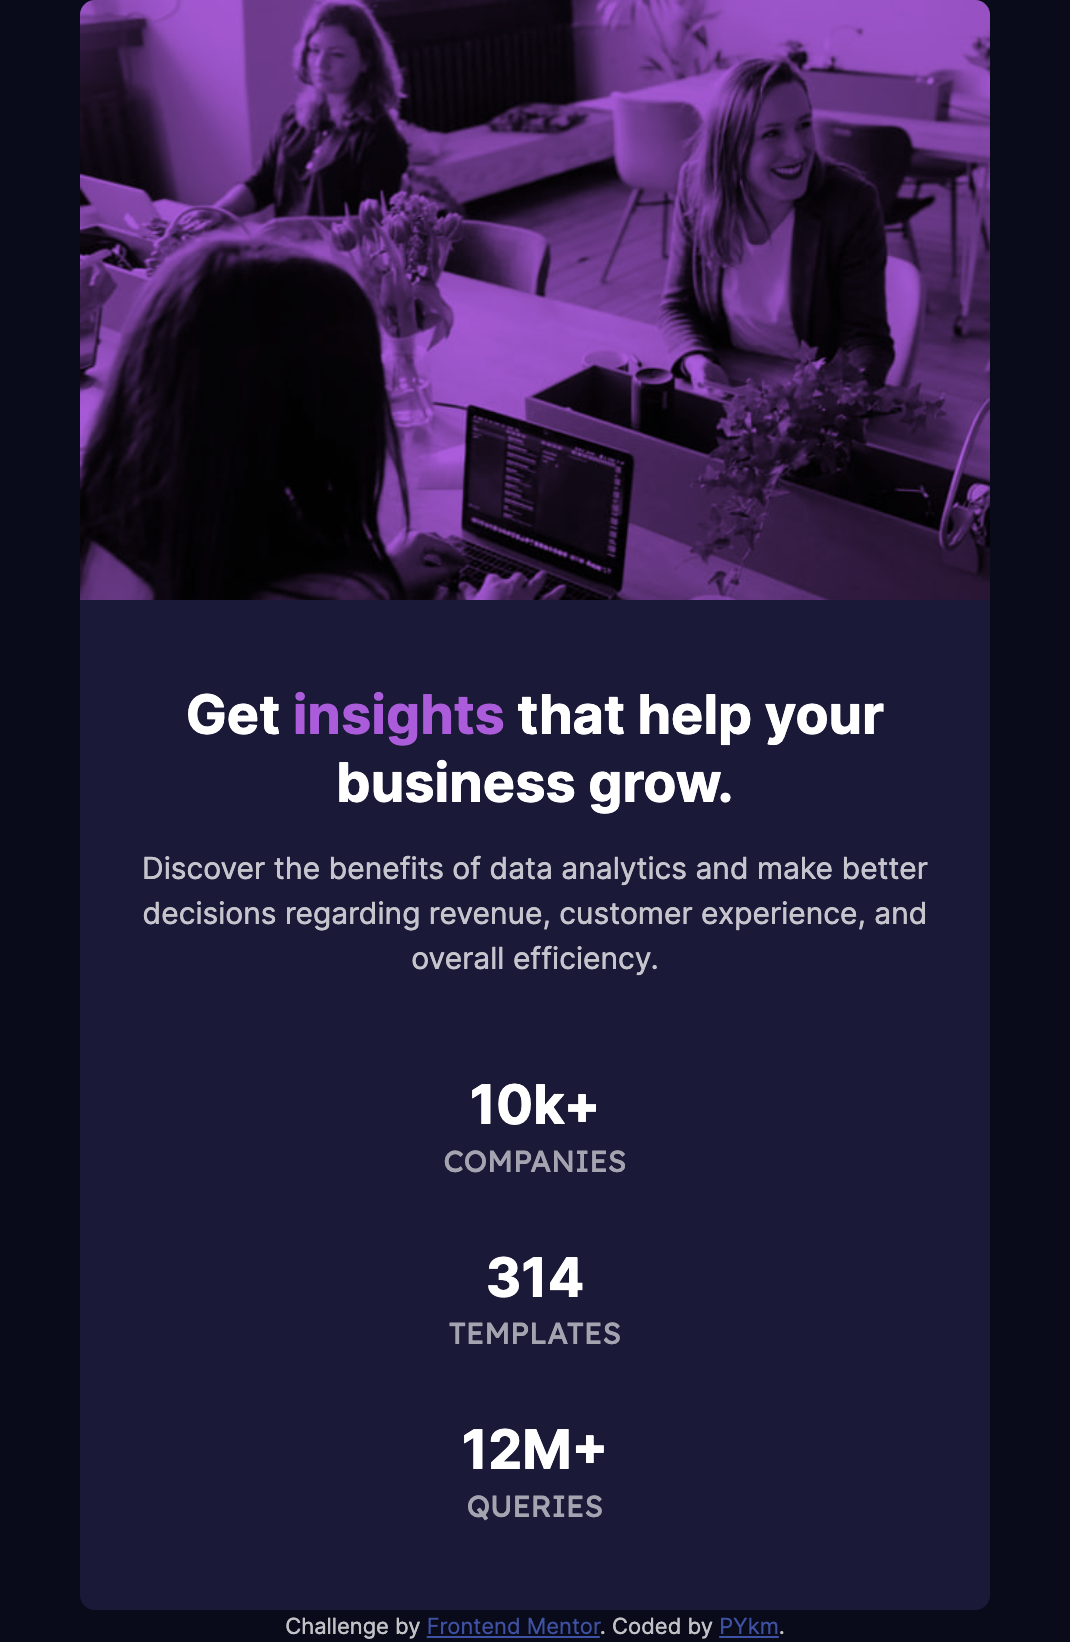 Get insights that help your
business grow.
Discover the benefits of data analytics and make better
decisions regarding revenue, customer experience, and
overall efficiency.
10k+
COMPANIES
314
TEMPLATES
12M+
QUERIES
Challenge by Frontend Mentor. Coded by PYkm.